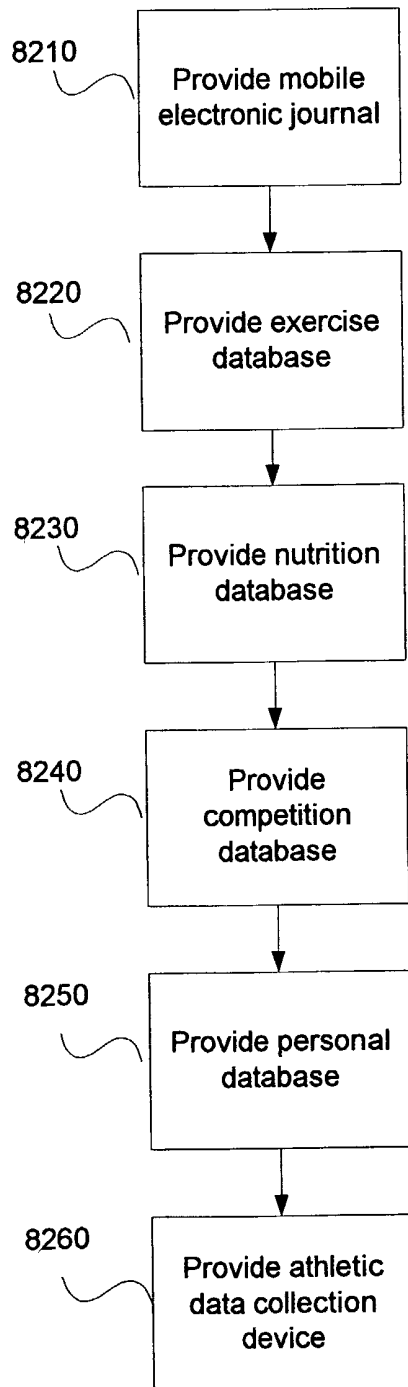 8210
Provide mobile
electronic journal
8220
Provide exercise
database
8230
Provide nutrition
database
8240
Provide
competition
database
8250
Provide personal
database
8260
Provide athletic
data collection
device